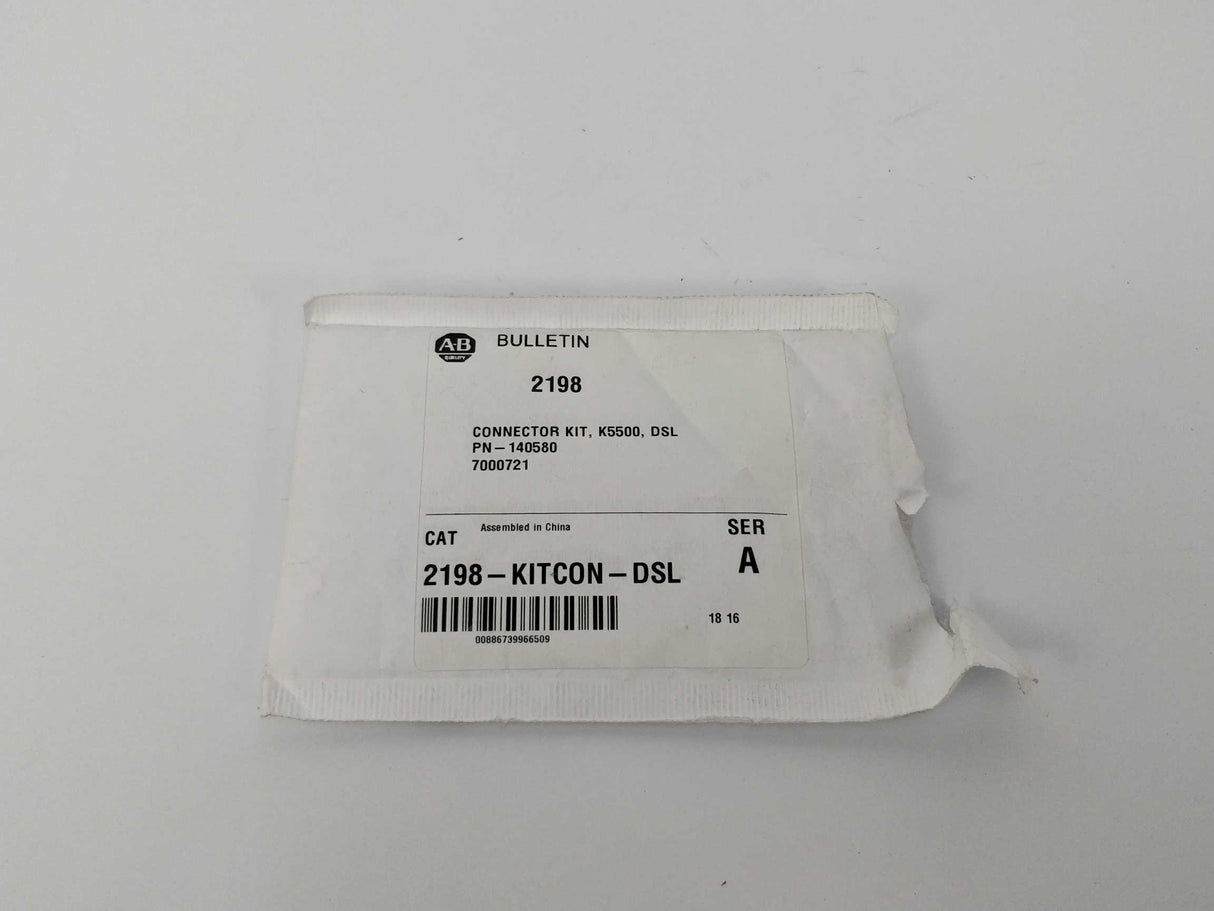 A-B
QUALITY
BULLETIN
2198
CONNECTOR KIT, K5500, DSL
PN-140580
7000721
Assembled in China
CAT
SER
A
2198-KITCON-DSL
18 16
00886739966509